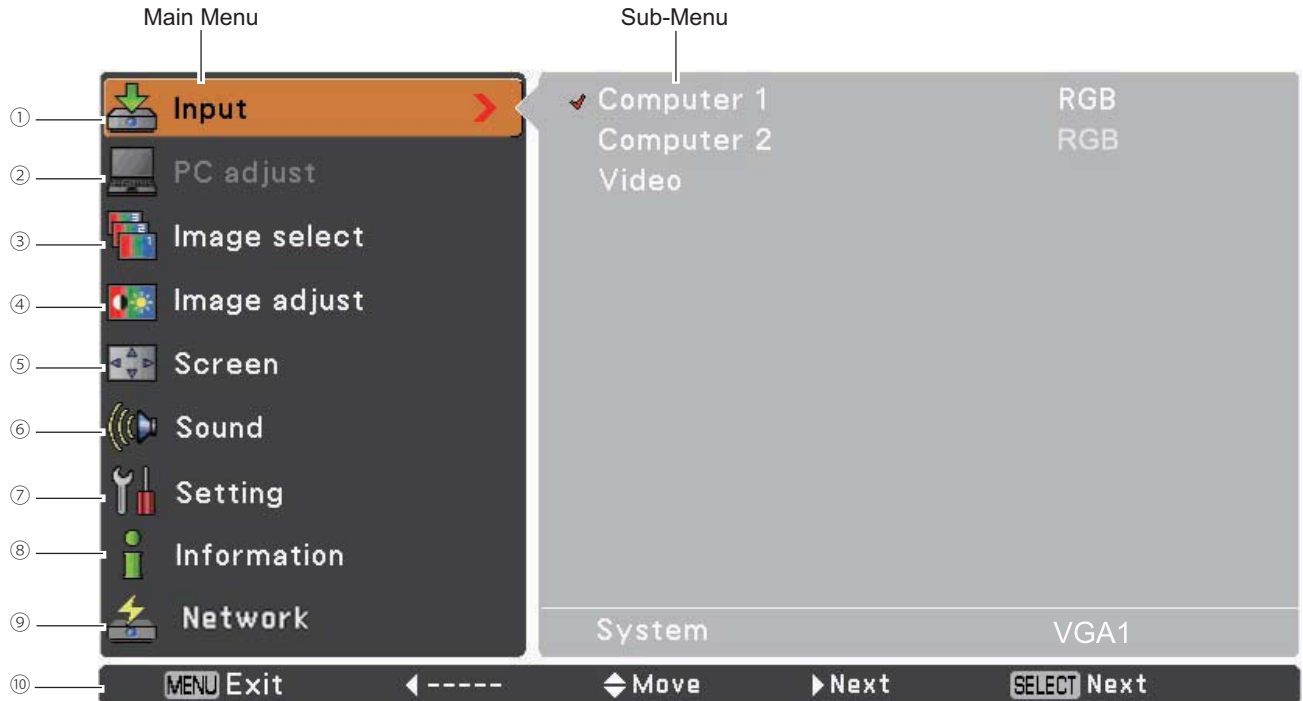 Main Menu Sub-Menu
① Input Computer 1 RGB
Computer 2 RGB
② PC adjust Video
③ Image select
④ Image adjust
⑤ Screen
⑥ Sound
⑦ Setting
⑧ Information
⑨ Network System VGA1
⑩ MENU Exit ◀ ----- Move ▶ Next SELECT Next